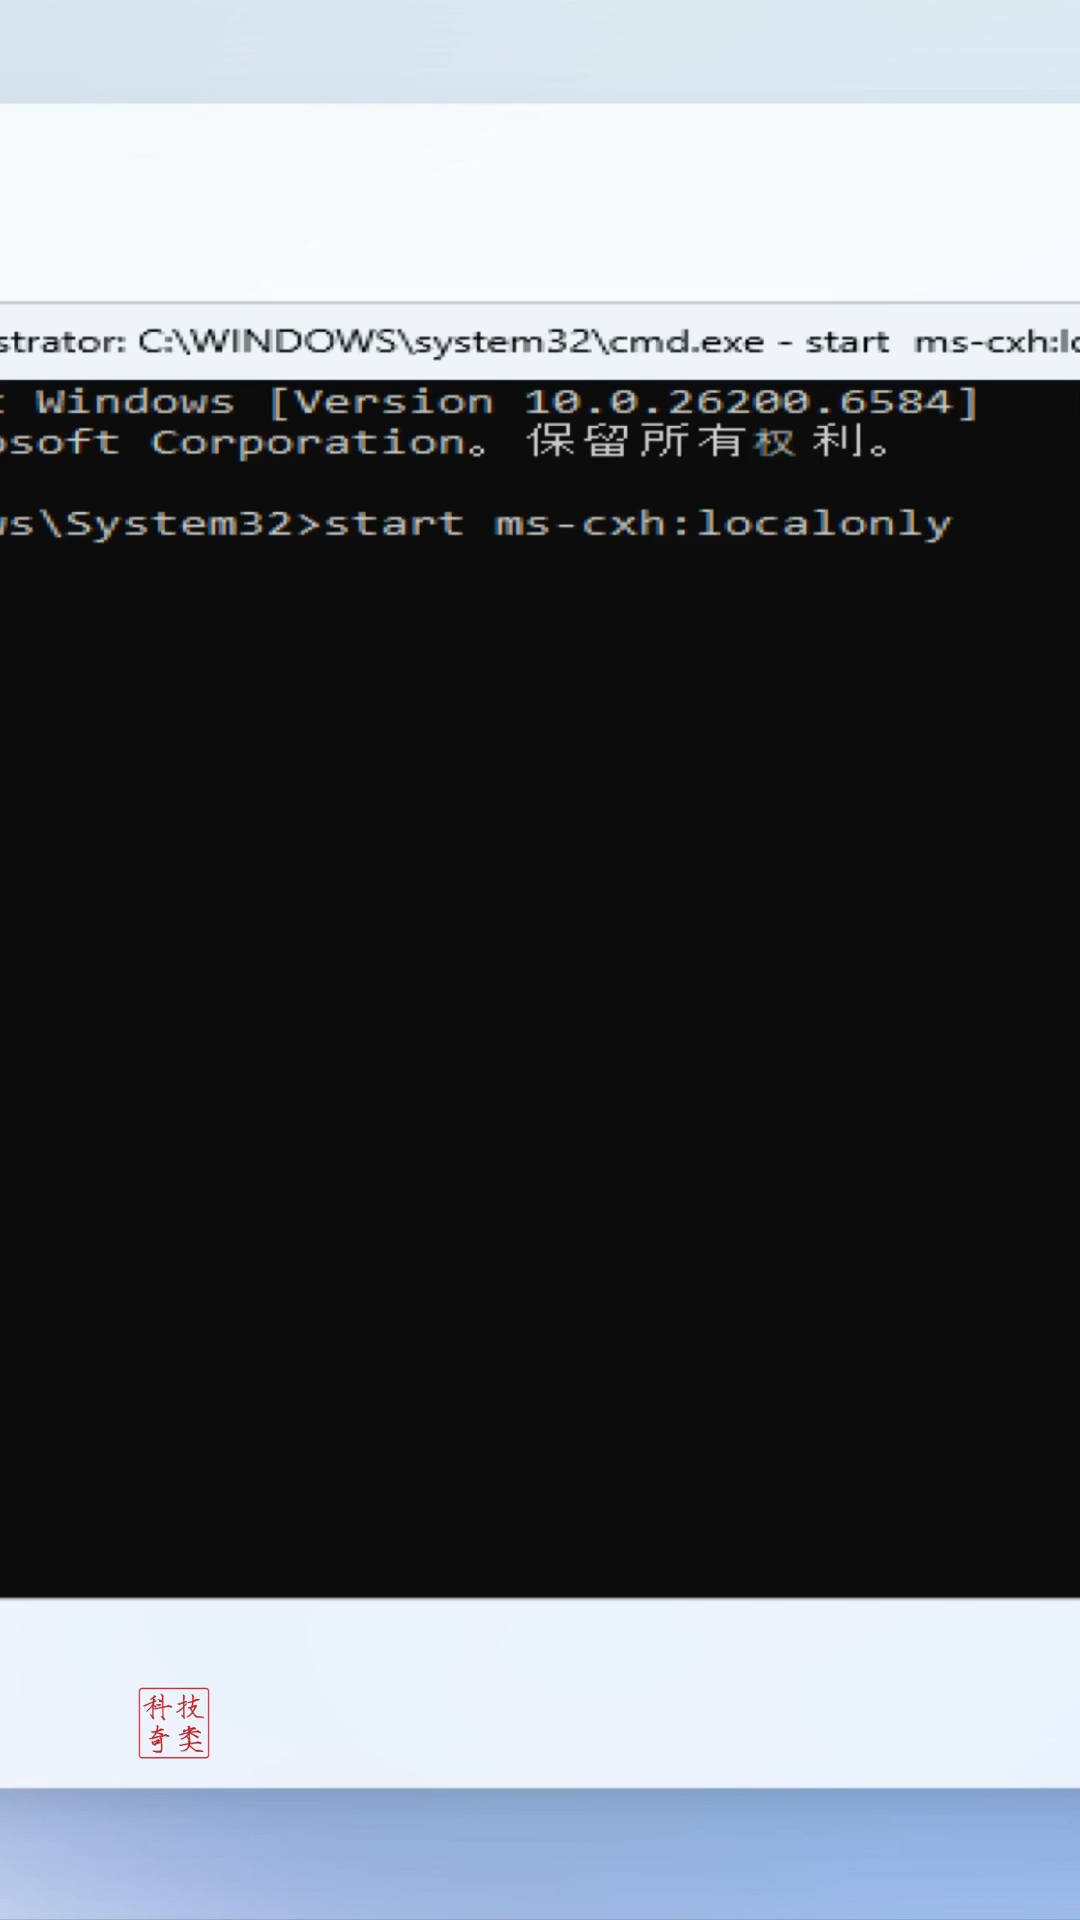 strator: C:\WINDOWS\system32\cmd.exe - start  ms-cxh:lo
t Windows [Version 10.0.26200.6584]
osoft Corporation。 保留所有权利。
ws\System32>start ms-cxh:localonly
科技
奇类